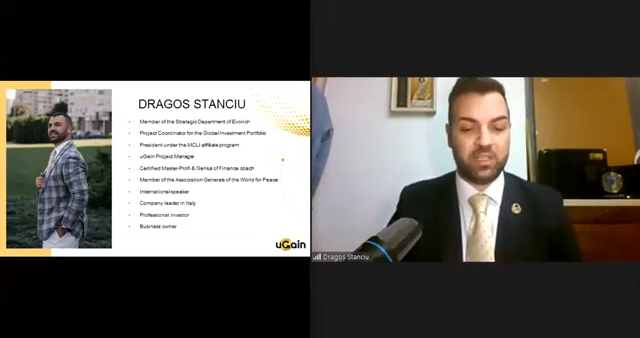 DRAGOS STANCIU
Member of the Strategic Department of Evorich
Project Coordinator for the Global Investment Portfolio
President under the MCLI affiliate program
uGain Project Manager
Certified Master-Profi & Genius of Finance coach
Member of the Association Generals of the World for Peace
International speaker
Company leader in Italy
Professional investor
Business owner
uGain
Dragos Stanciu